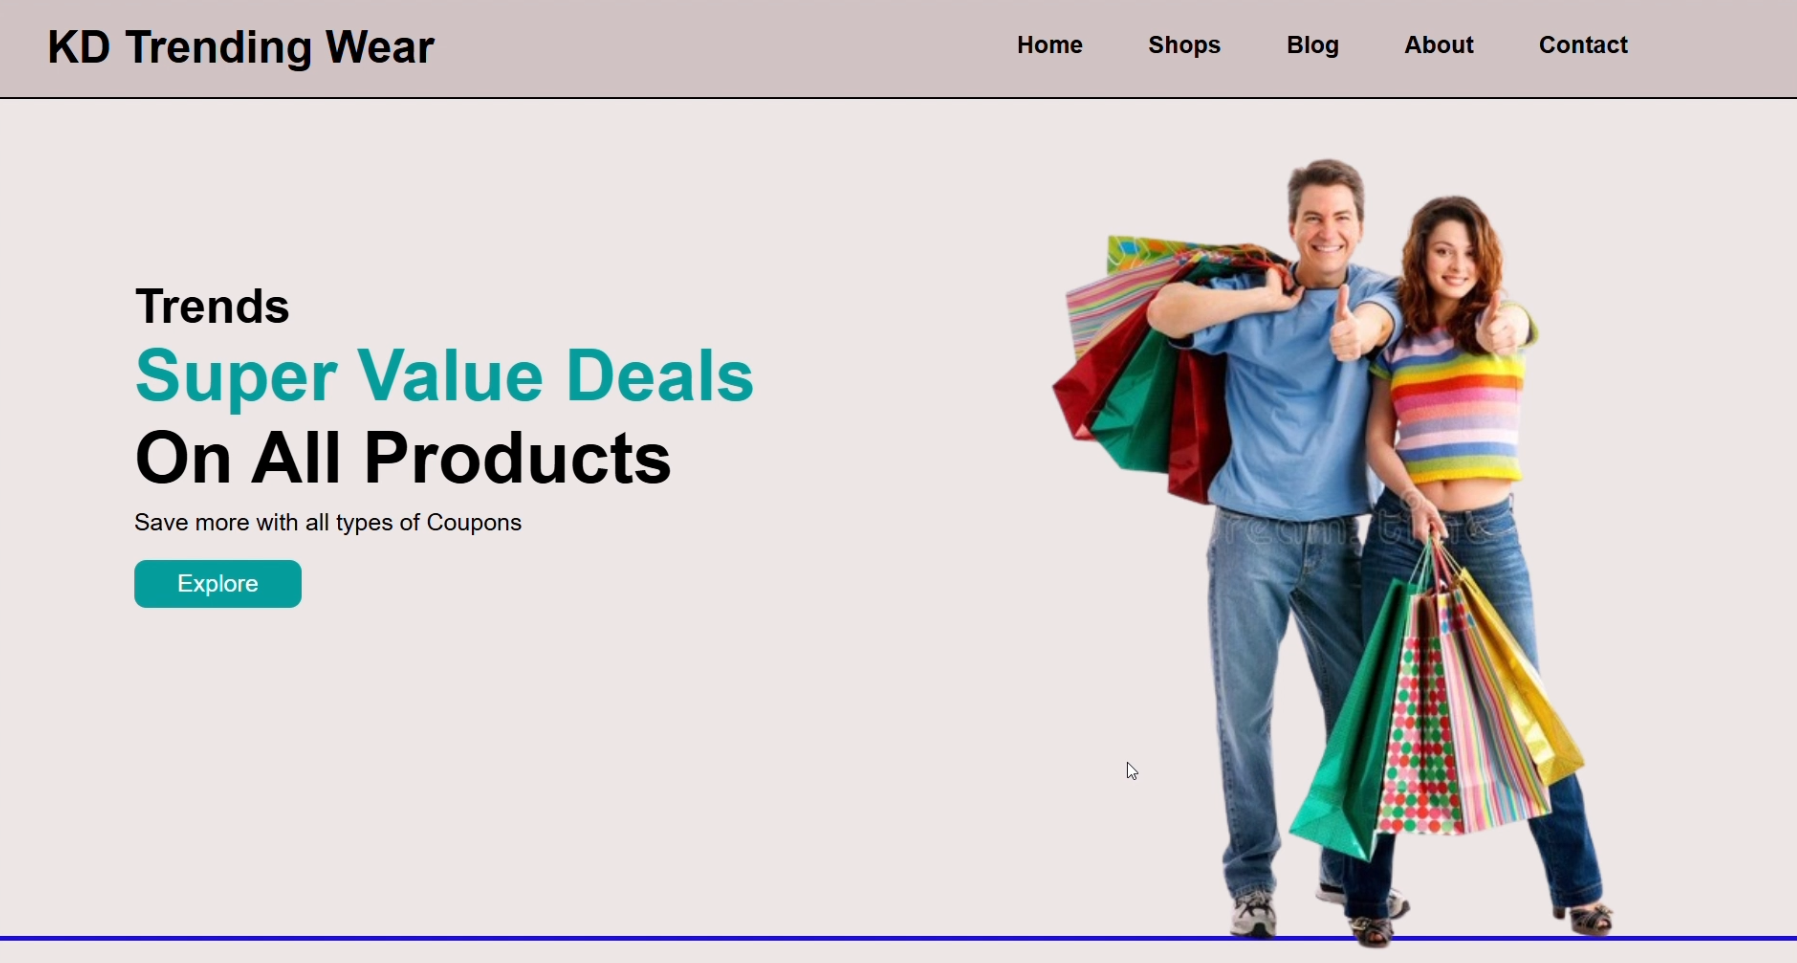 KD Trending Wear
Home Shops Blog About Contact
Trends
Super Value Deals
On All Products
Save more with all types of Coupons
Explore